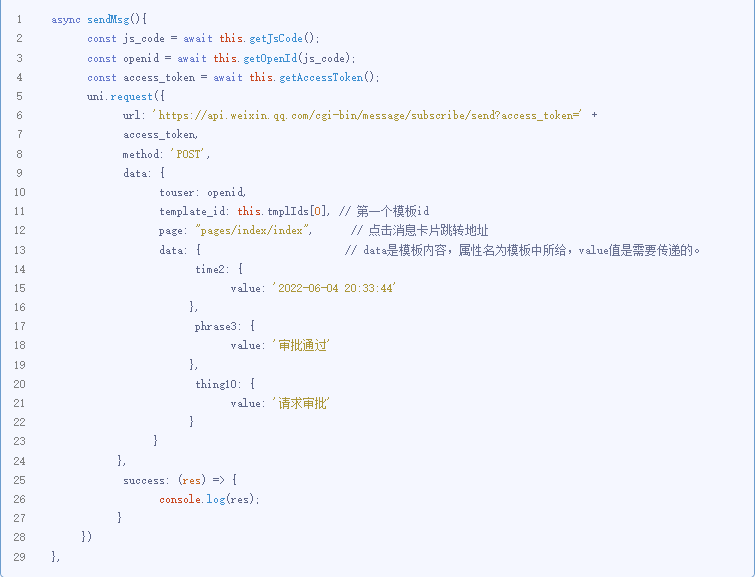 1 async sendMsg(){
2 const js_code = await this.getJsCode();
3 const openid = await this.getOpenId(js_code);
4 const access_token = await this.getAccessToken();
5 uni.request({
6 url: 'https://api.weixin.qq.com/cgi-bin/message/subscribe/send?access_token=' +
7 access_token,
8 method: 'POST',
9 data: {
10 touser: openid,
11 template_id: this.tmplIds[0], // 第一个模板id
12 page: "pages/index/index", // 点击消息卡片跳转地址
13 data: { // data是模板内容，属性名为模板中所给，value值是需要传递的。
14 time2: {
15 value: '2022-06-04 20:33:44'
16 },
17 phrase3: {
18 value: '审批通过'
19 },
20 thing10: {
21 value: '请求审批'
22 }
23 }
24 },
25 success: (res) => {
26 console.log(res);
27 }
28 })
29 },